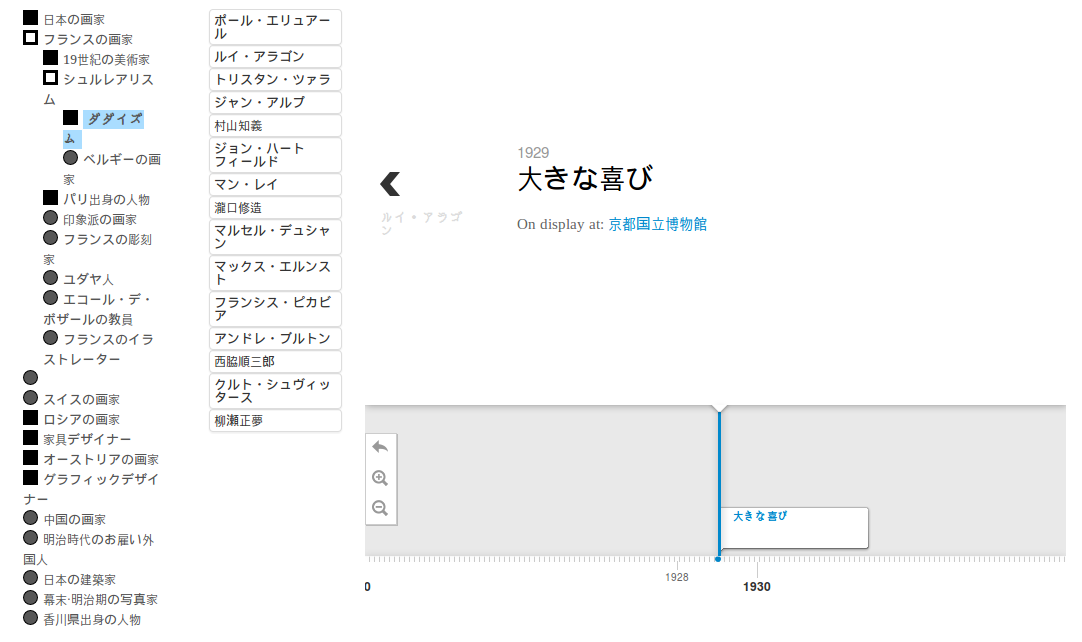 日本の画家
フランスの画家
19世紀の美術家
シュルレアリス
ム
ダダイズ
ム
ベルギーの画
家
パリ出身の人物
印象派の画家
フランスの彫刻
家
ユダヤ人
エコール・デ・
ボザールの教員
フランスのイラ
ストレーター
スイスの画家
ロシアの画家
家具デザイナー
オーストリアの画家
グラフィックデザイ
ナー
中国の画家
明治時代のお雇い外
国人
日本の建築家
幕末·明治期の写真家
香川県出身の人物
ポール・エリュアー
ル
ルイ・アラゴン
トリスタン・ツァラ
ジャン・アルプ
村山知義
ジョン・ハート
フィールド
マン・レイ
瀧口修造
マルセル・デュシャ
ン
マックス・エルンス
ト
フランシス・ピカビ
ア
アンドレ・ブルトン
西脇順三郎
クルト・シュヴィッ
タース
柳瀬正夢
ルイ・アラゴ
ン
1929
大きな喜び
On display at: 京都国立博物館
大きな喜び
0
1928
1930